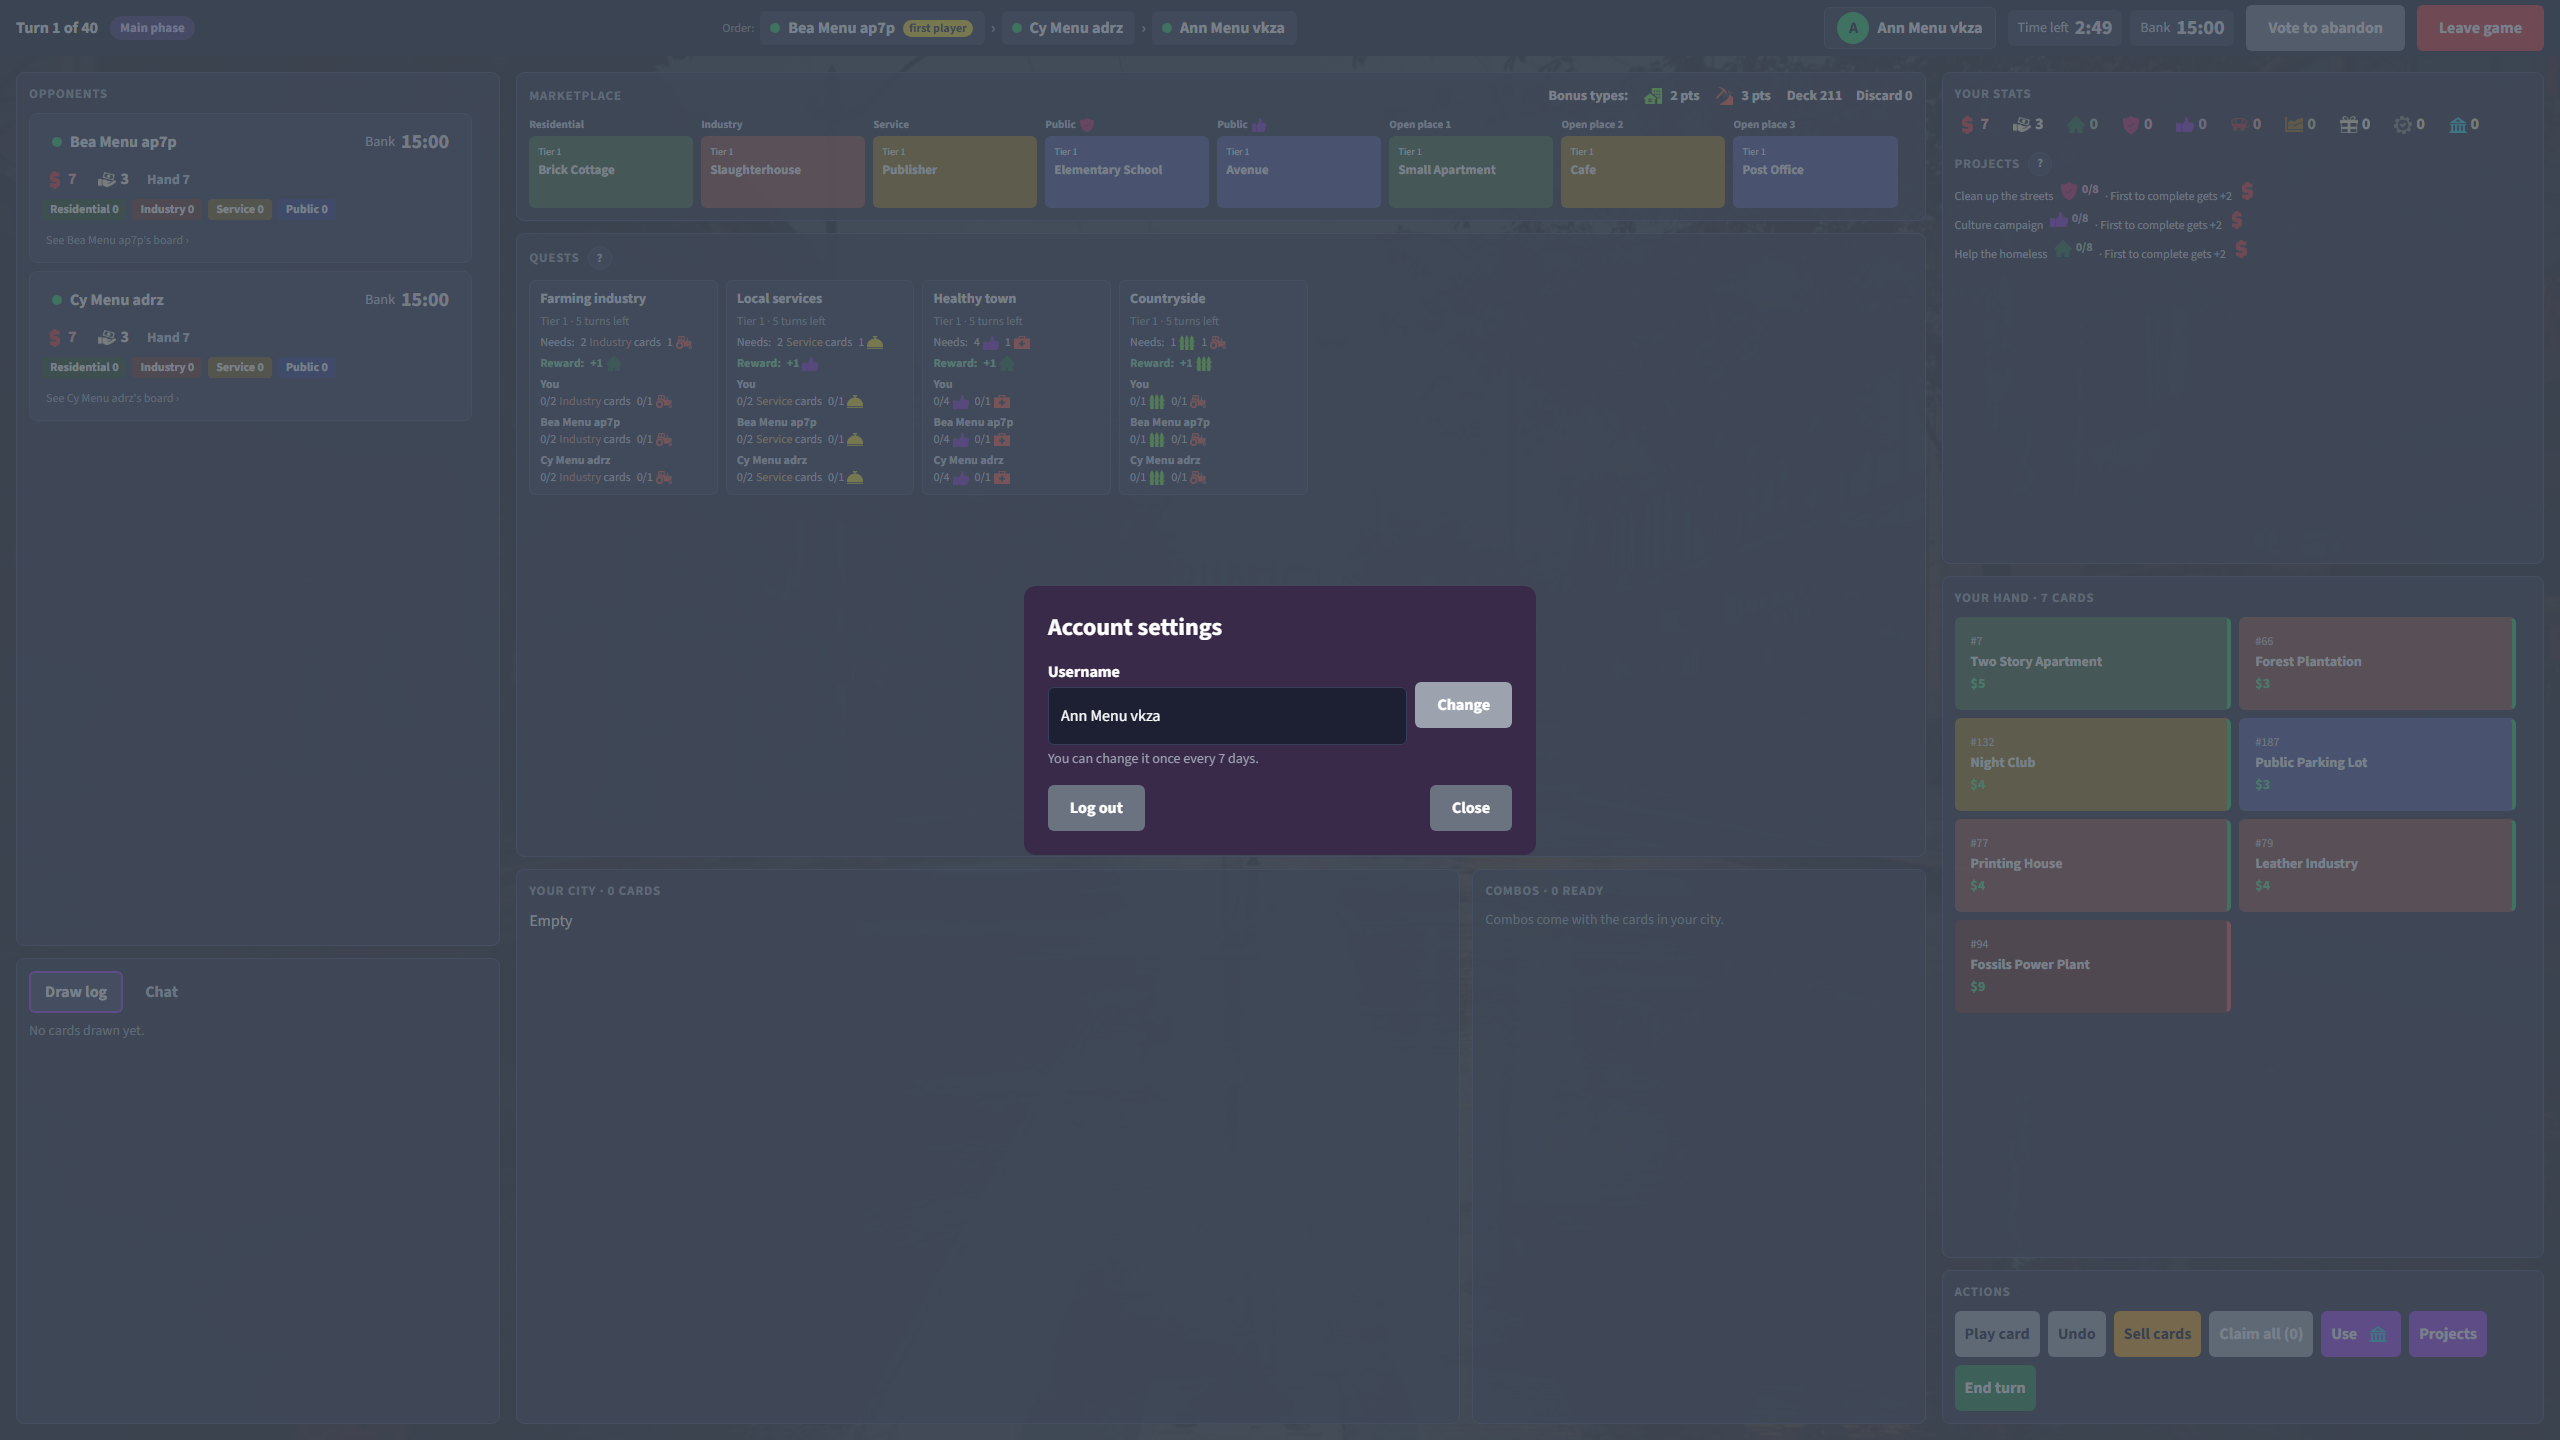 Turn 1 of 40 Main phase
Order: Bea Menu ap7p first player › Cy Menu adrz › Ann Menu vkza
A Ann Menu vkza Time left 2:49 Bank 15:00 Vote to abandon Leave game
OPPONENTS
Bea Menu ap7p Bank 15:00
7 3 Hand 7
Residential 0 Industry 0 Service 0 Public 0
See Bea Menu ap7p's board ›
Cy Menu adrz Bank 15:00
7 3 Hand 7
Residential 0 Industry 0 Service 0 Public 0
See Cy Menu adrz's board ›
Draw log Chat
No cards drawn yet.
MARKETPLACE Bonus types: 2 pts 3 pts Deck 211 Discard 0
Residential Industry Service Public Public Open place 1 Open place 2 Open place 3
Tier 1 Tier 1 Tier 1 Tier 1 Tier 1 Tier 1 Tier 1 Tier 1
Brick Cottage Slaughterhouse Publisher Elementary School Avenue Small Apartment Cafe Post Office
QUESTS ?
Farming industry
Tier 1 · 5 turns left
Needs: 2 Industry cards 1
Reward: +1
You
0/2 Industry cards 0/1
Bea Menu ap7p
0/2 Industry cards 0/1
Cy Menu adrz
0/2 Industry cards 0/1
Local services
Tier 1 · 5 turns left
Needs: 2 Service cards 1
Reward: +1
You
0/2 Service cards 0/1
Bea Menu ap7p
0/2 Service cards 0/1
Cy Menu adrz
0/2 Service cards 0/1
Healthy town
Tier 1 · 5 turns left
Needs: 4 1
Reward: +1
You
0/4 0/1
Bea Menu ap7p
0/4 0/1
Cy Menu adrz
0/4 0/1
Countryside
Tier 1 · 5 turns left
Needs: 1 1
Reward: +1
You
0/1 0/1
Bea Menu ap7p
0/1 0/1
Cy Menu adrz
0/1 0/1
Account settings
Username
Ann Menu vkza Change
You can change it once every 7 days.
Log out Close
YOUR CITY · 0 CARDS
Empty
COMBOS · 0 READY
Combos come with the cards in your city.
YOUR STATS
7 3 0 0 0 0 0 0 0 0
PROJECTS ?
Clean up the streets 0/8 · First to complete gets +2
Culture campaign 0/8 · First to complete gets +2
Help the homeless 0/8 · First to complete gets +2
YOUR HAND · 7 CARDS
#7
Two Story Apartment
$5
#66
Forest Plantation
$3
#132
Night Club
$4
#187
Public Parking Lot
$3
#77
Printing House
$4
#79
Leather Industry
$4
#94
Fossils Power Plant
$9
ACTIONS
Play card Undo Sell cards Claim all (0) Use Projects
End turn